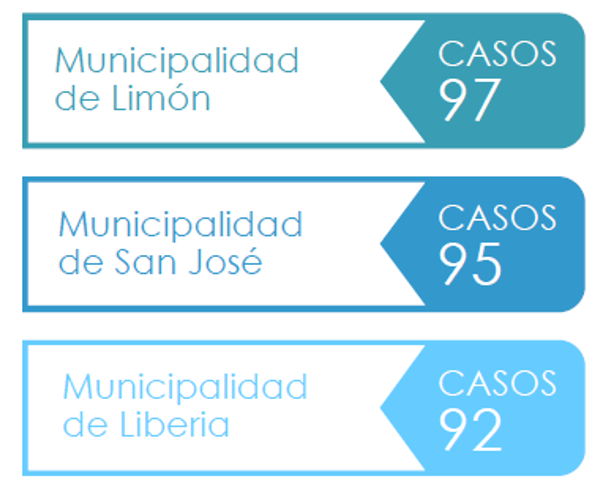 Municipalidad
de Limón
CASOS
97
Municipalidad
de San José
CASOS
95
Municipalidad
de Liberia
CASOS
92